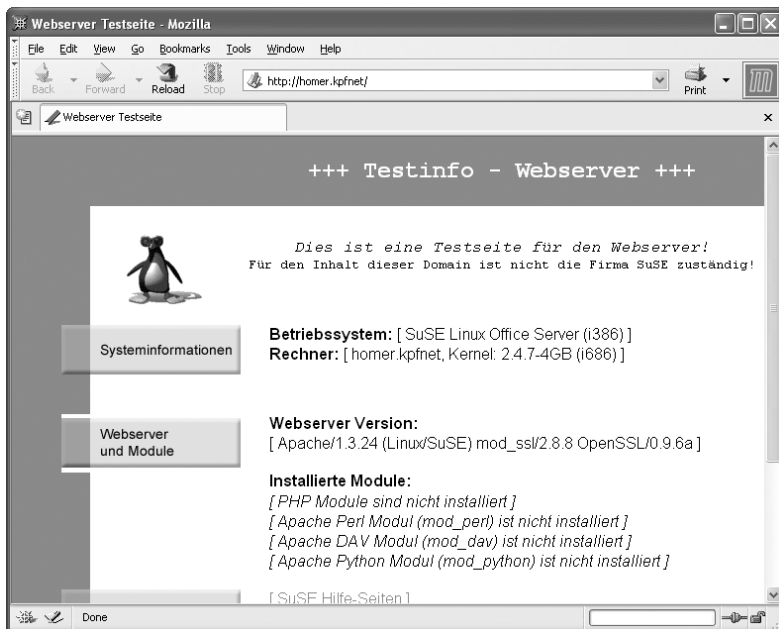 Webserver Testseite - Mozilla
File Edit View Go Bookmarks Tools Window Help
Back Forward Reload Stop http://homer.kpfnet/ Print
Webserver Testseite
+++ Testinfo - Webserver +++
Dies ist eine Testseite für den Webserver!
Für den Inhalt dieser Domain ist nicht die Firma SuSE zuständig!
Systeminformationen
Betriebssystem: [ SuSE Linux Office Server (i386) ]
Rechner: [ homer.kpfnet, Kernel: 2.4.7-4GB (i686) ]
Webserver
und Module
Webserver Version:
[ Apache/1.3.24 (Linux/SuSE) mod_ssl/2.8.8 OpenSSL/0.9.6a ]
Installierte Module:
[ PHP Module sind nicht installiert ]
[ Apache Perl Modul (mod_perl) ist nicht installiert ]
[ Apache DAV Modul (mod_dav) ist nicht installiert ]
[ Apache Python Modul (mod_python) ist nicht installiert ]
[ SuSE Hilfe-Seiten ]
Done